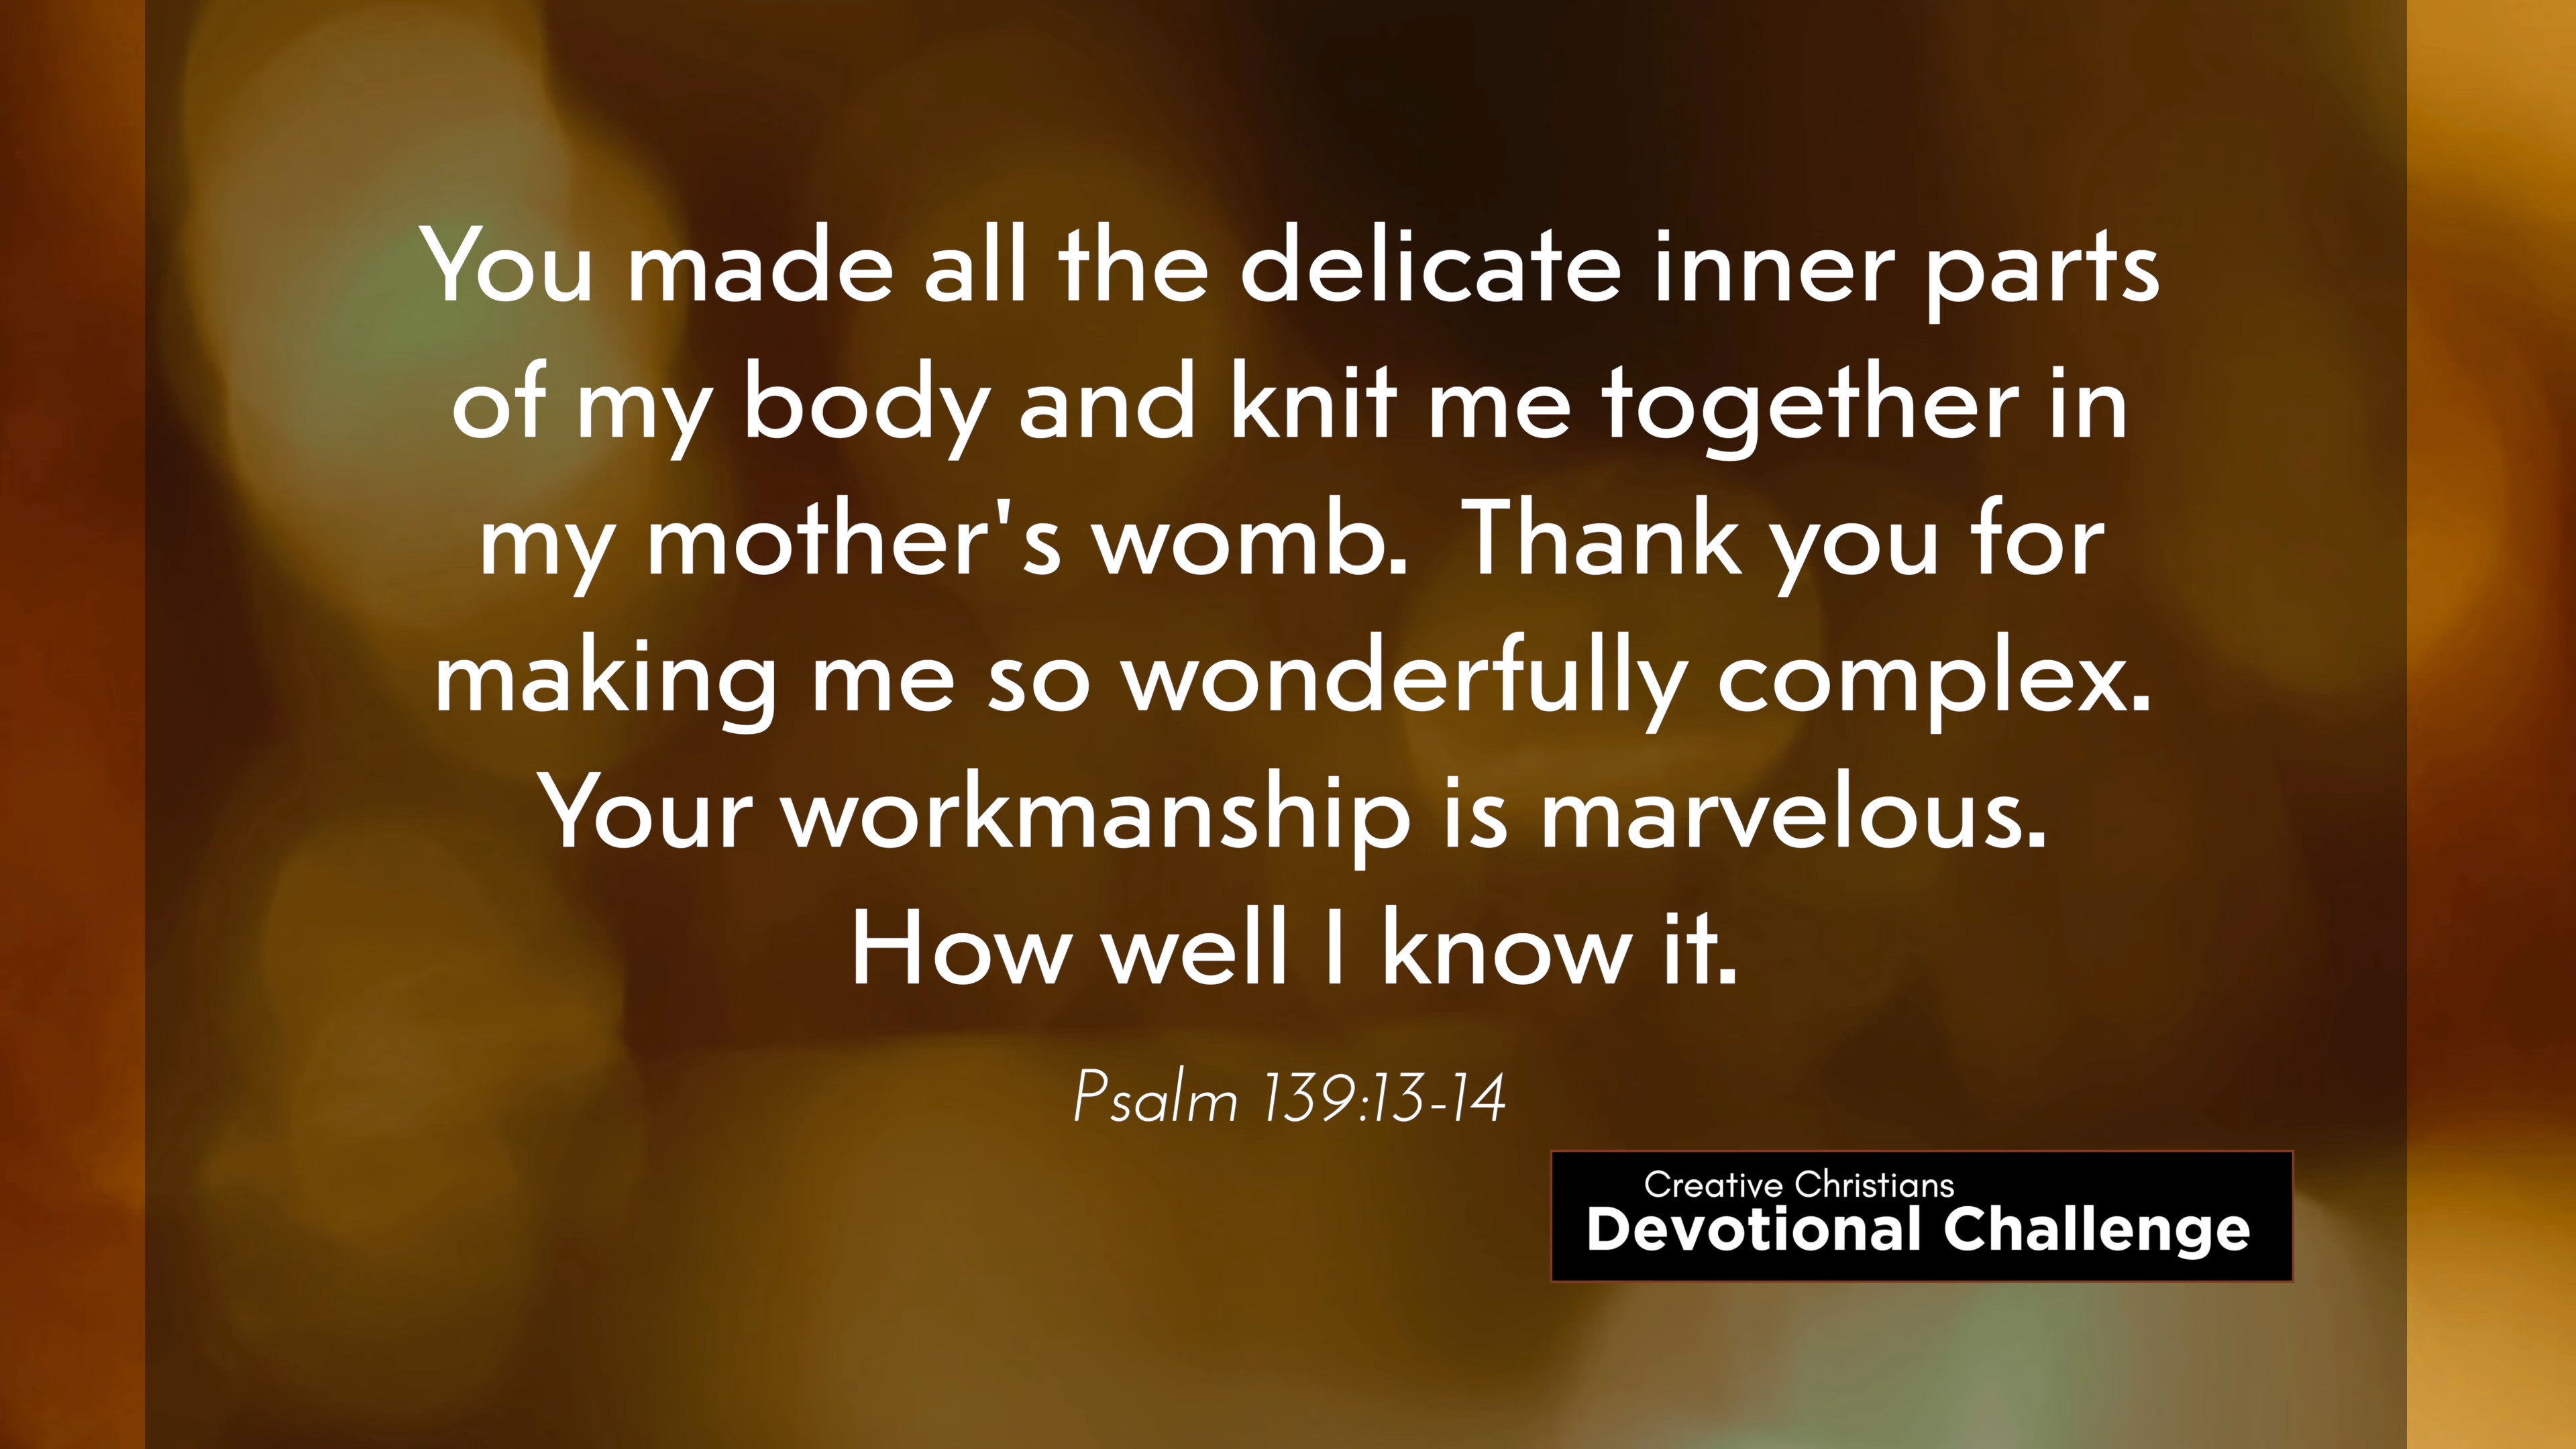 You made all the delicate inner parts
of my body and knit me together in
my mother's womb.  Thank you for
making me so wonderfully complex.
Your workmanship is marvelous.
How well I know it.
Psalm 139:13-14
Creative Christians
Devotional Challenge